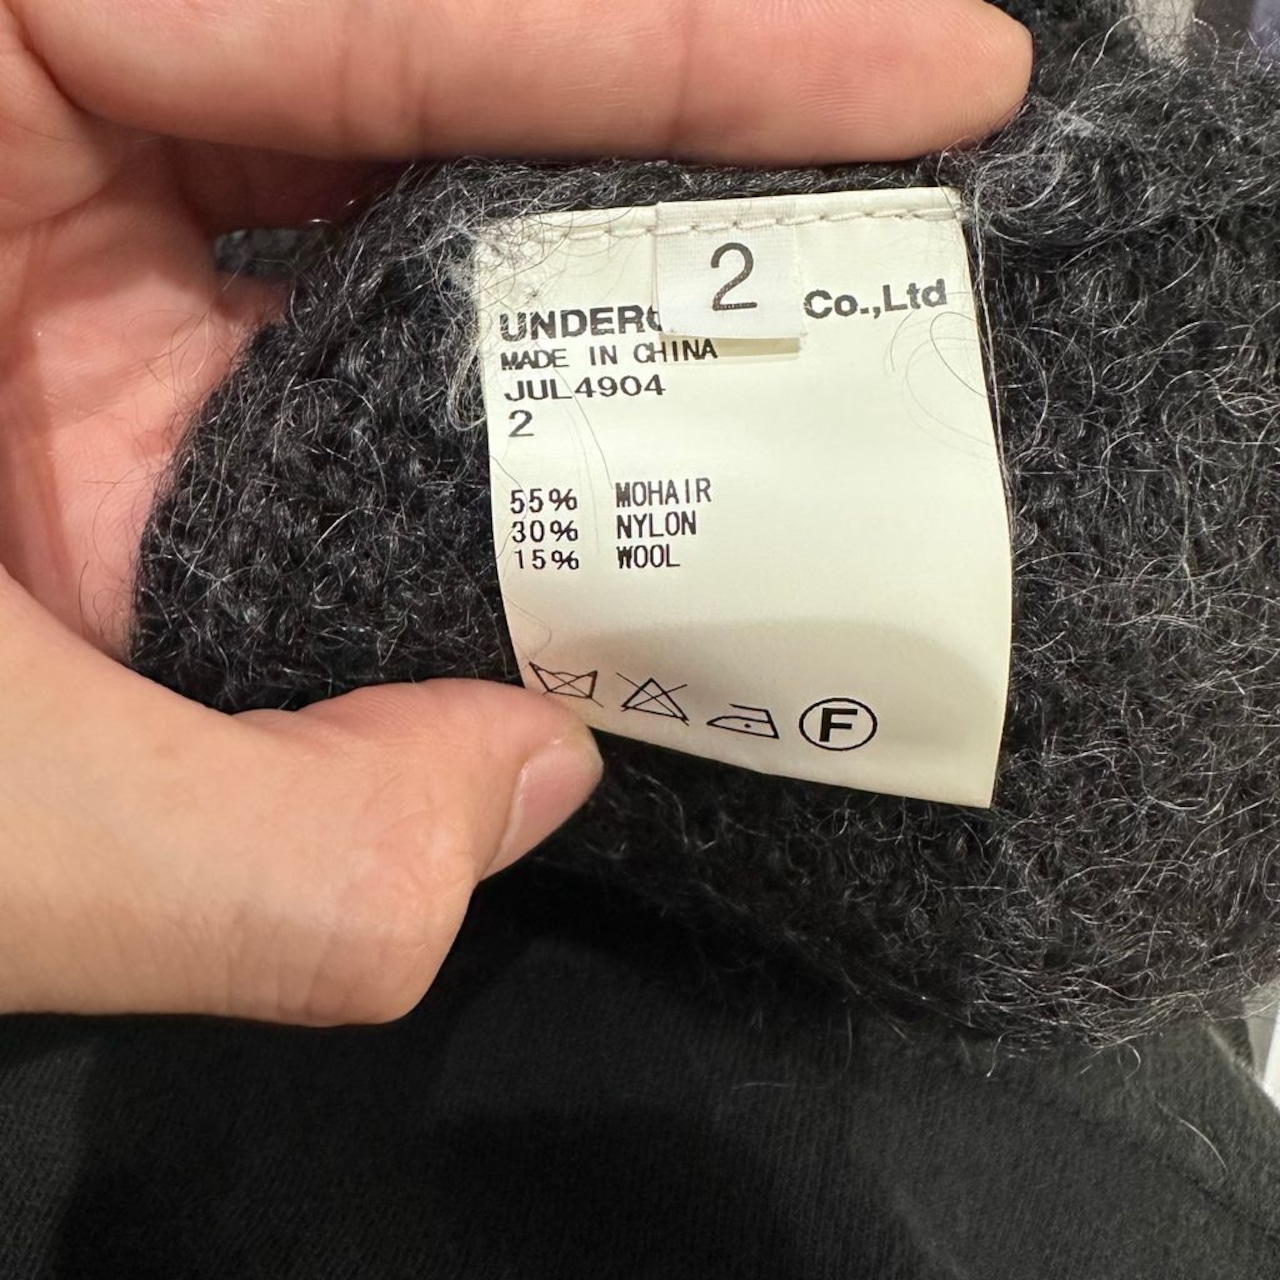 2
UNDERC Co.,Ltd
MADE IN CHINA
JUL4904
2
55% MOHAIR
30% NYLON
15% WOOL
F